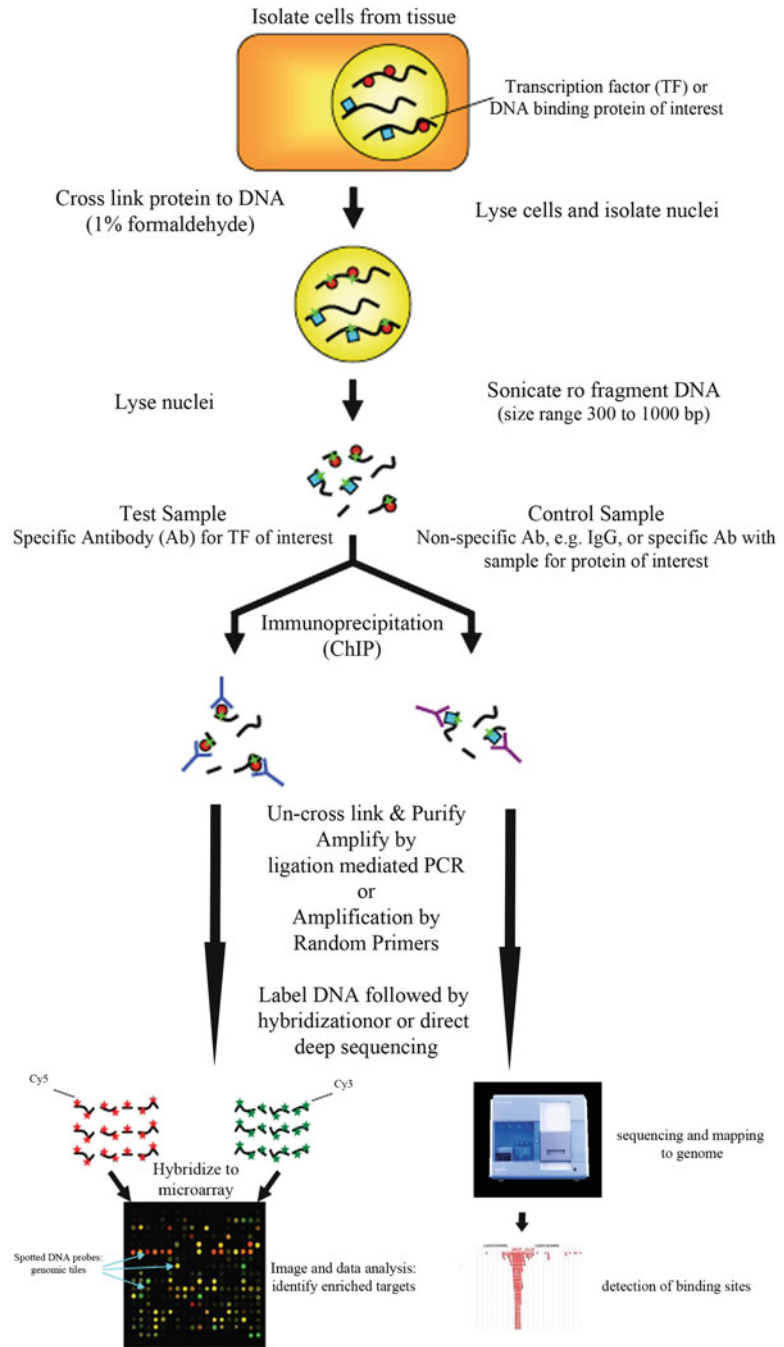 Isolate cells from tissue
Transcription factor (TF) or
DNA binding protein of interest
Cross link protein to DNA
(1% formaldehyde)
Lyse cells and isolate nuclei
Lyse nuclei
Sonicate ro fragment DNA
(size range 300 to 1000 bp)
Test Sample
Specific Antibody (Ab) for TF of interest
Control Sample
Non-specific Ab, e.g. IgG, or specific Ab with
sample for protein of interest
Immunoprecipitation
(ChIP)
Un-cross link & Purify
Amplify by
ligation mediated PCR
or
Amplification by
Random Primers
Label DNA followed by
hybridizationor or direct
deep sequencing
Cy5
Cy3
Hybridize to
microarray
Spotted DNA probes:
genomic tiles
Image and data analysis:
identify enriched targets
sequencing and mapping
to genome
detection of binding sites